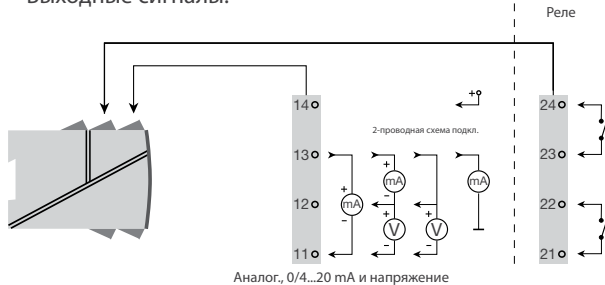 Выходные сигналы:
Реле
14
+
24
2-проводная схема подкл.
13
23
+
+
mA
mA
+
mA
-
-
12
22
+
+
V
V
-
-
-
11
21
Аналог., 0/4...20 mA и напряжение